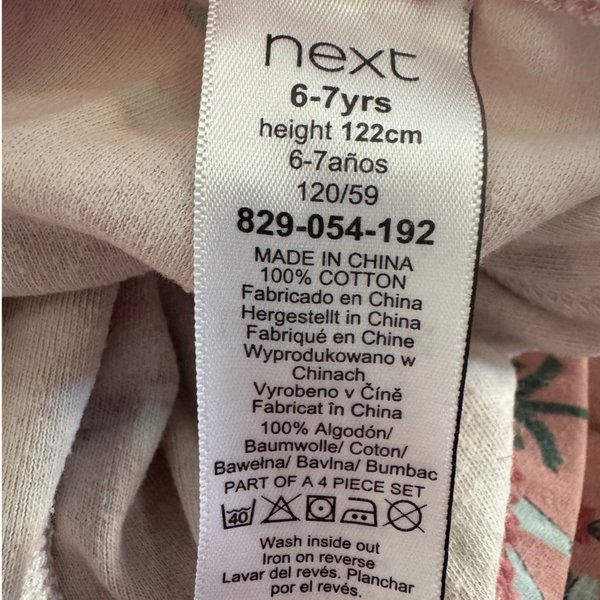 next
6-7yrs
height 122cm
6-7años
120/59
829-054-192
MADE IN CHINA
100% COTTON
Fabricado en China
Hergestellt in China
Fabriqué en Chine
Wyprodukowano w
Chinach
Vyrobeno v Číně
Fabricat în China
100% Algodón/
Baumwolle/ Coton/
Bawełna/ Bavlna/ Bumbac
PART OF A 4 PIECE SET
40
Wash inside out
Iron on reverse
Lavar del revés. Planchar
por el revés.